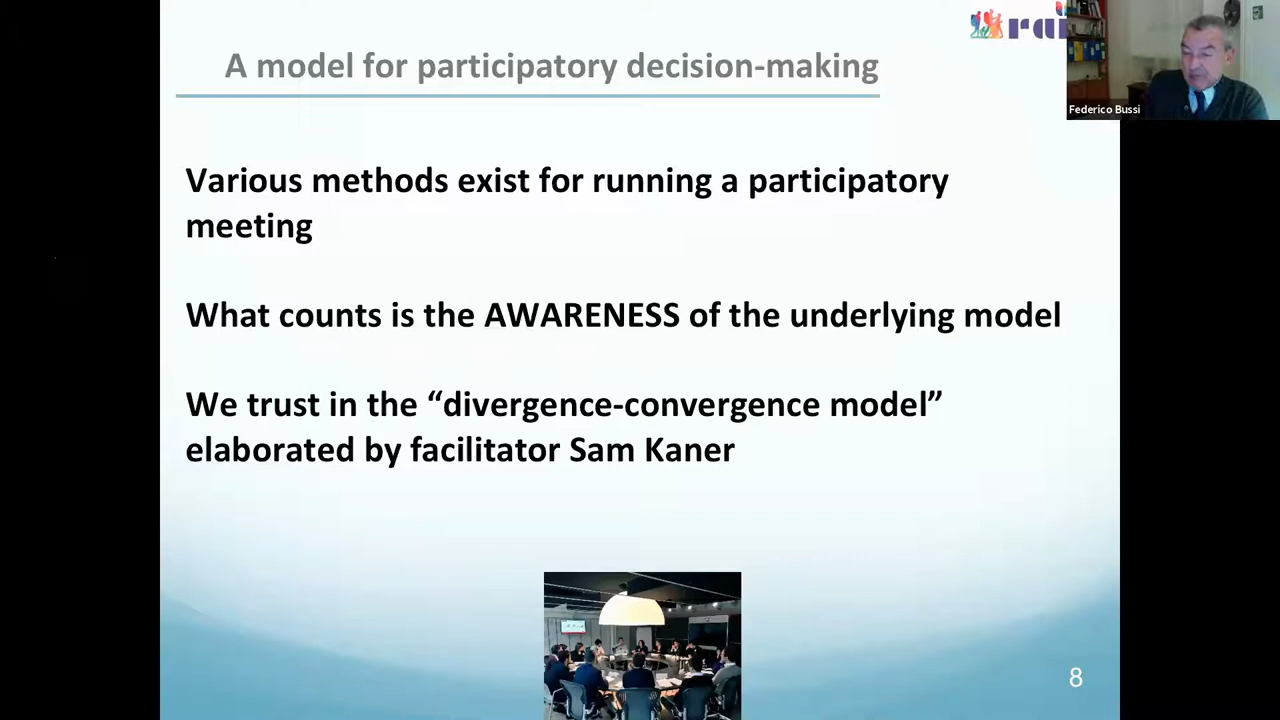 A model for participatory decision-making
Federico Bussi
Various methods exist for running a participatory
meeting
What counts is the AWARENESS of the underlying model
We trust in the “divergence-convergence model”
elaborated by facilitator Sam Kaner
8